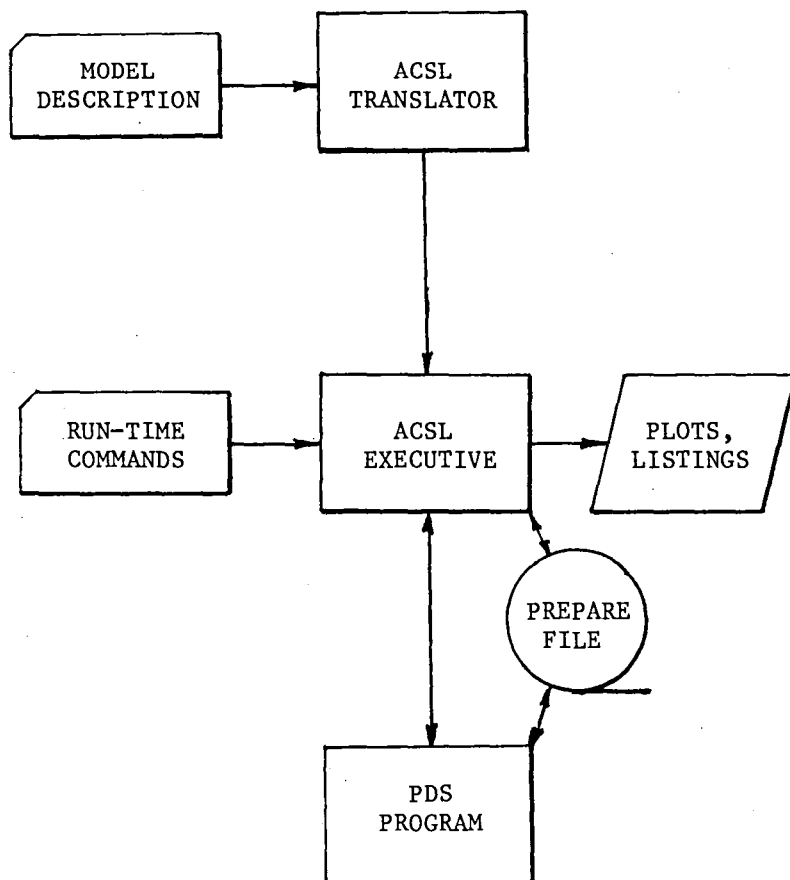 MODEL
DESCRIPTION
ACSL
TRANSLATOR
RUN-TIME
COMMANDS
ACSL
EXECUTIVE
PLOTS,
LISTINGS
PREPARE
FILE
PDS
PROGRAM